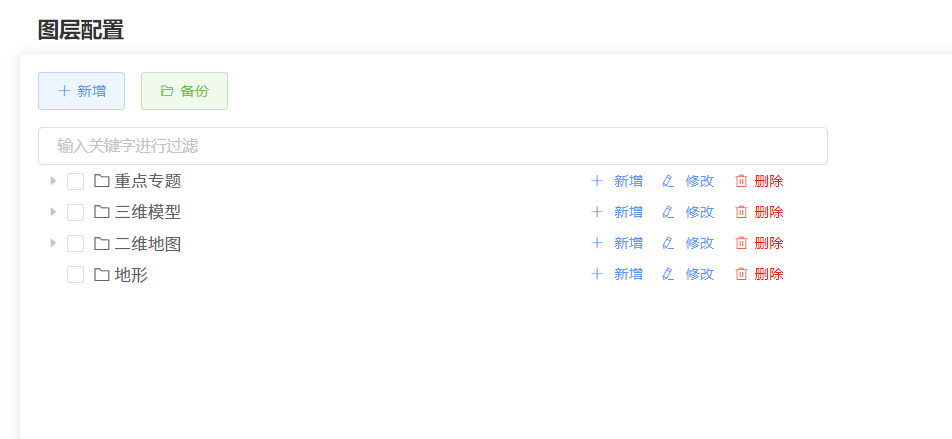 图层配置
新增 备份
输入关键字进行过滤
重点专题 新增 修改 删除
三维模型 新增 修改 删除
二维地图 新增 修改 删除
地形 新增 修改 删除